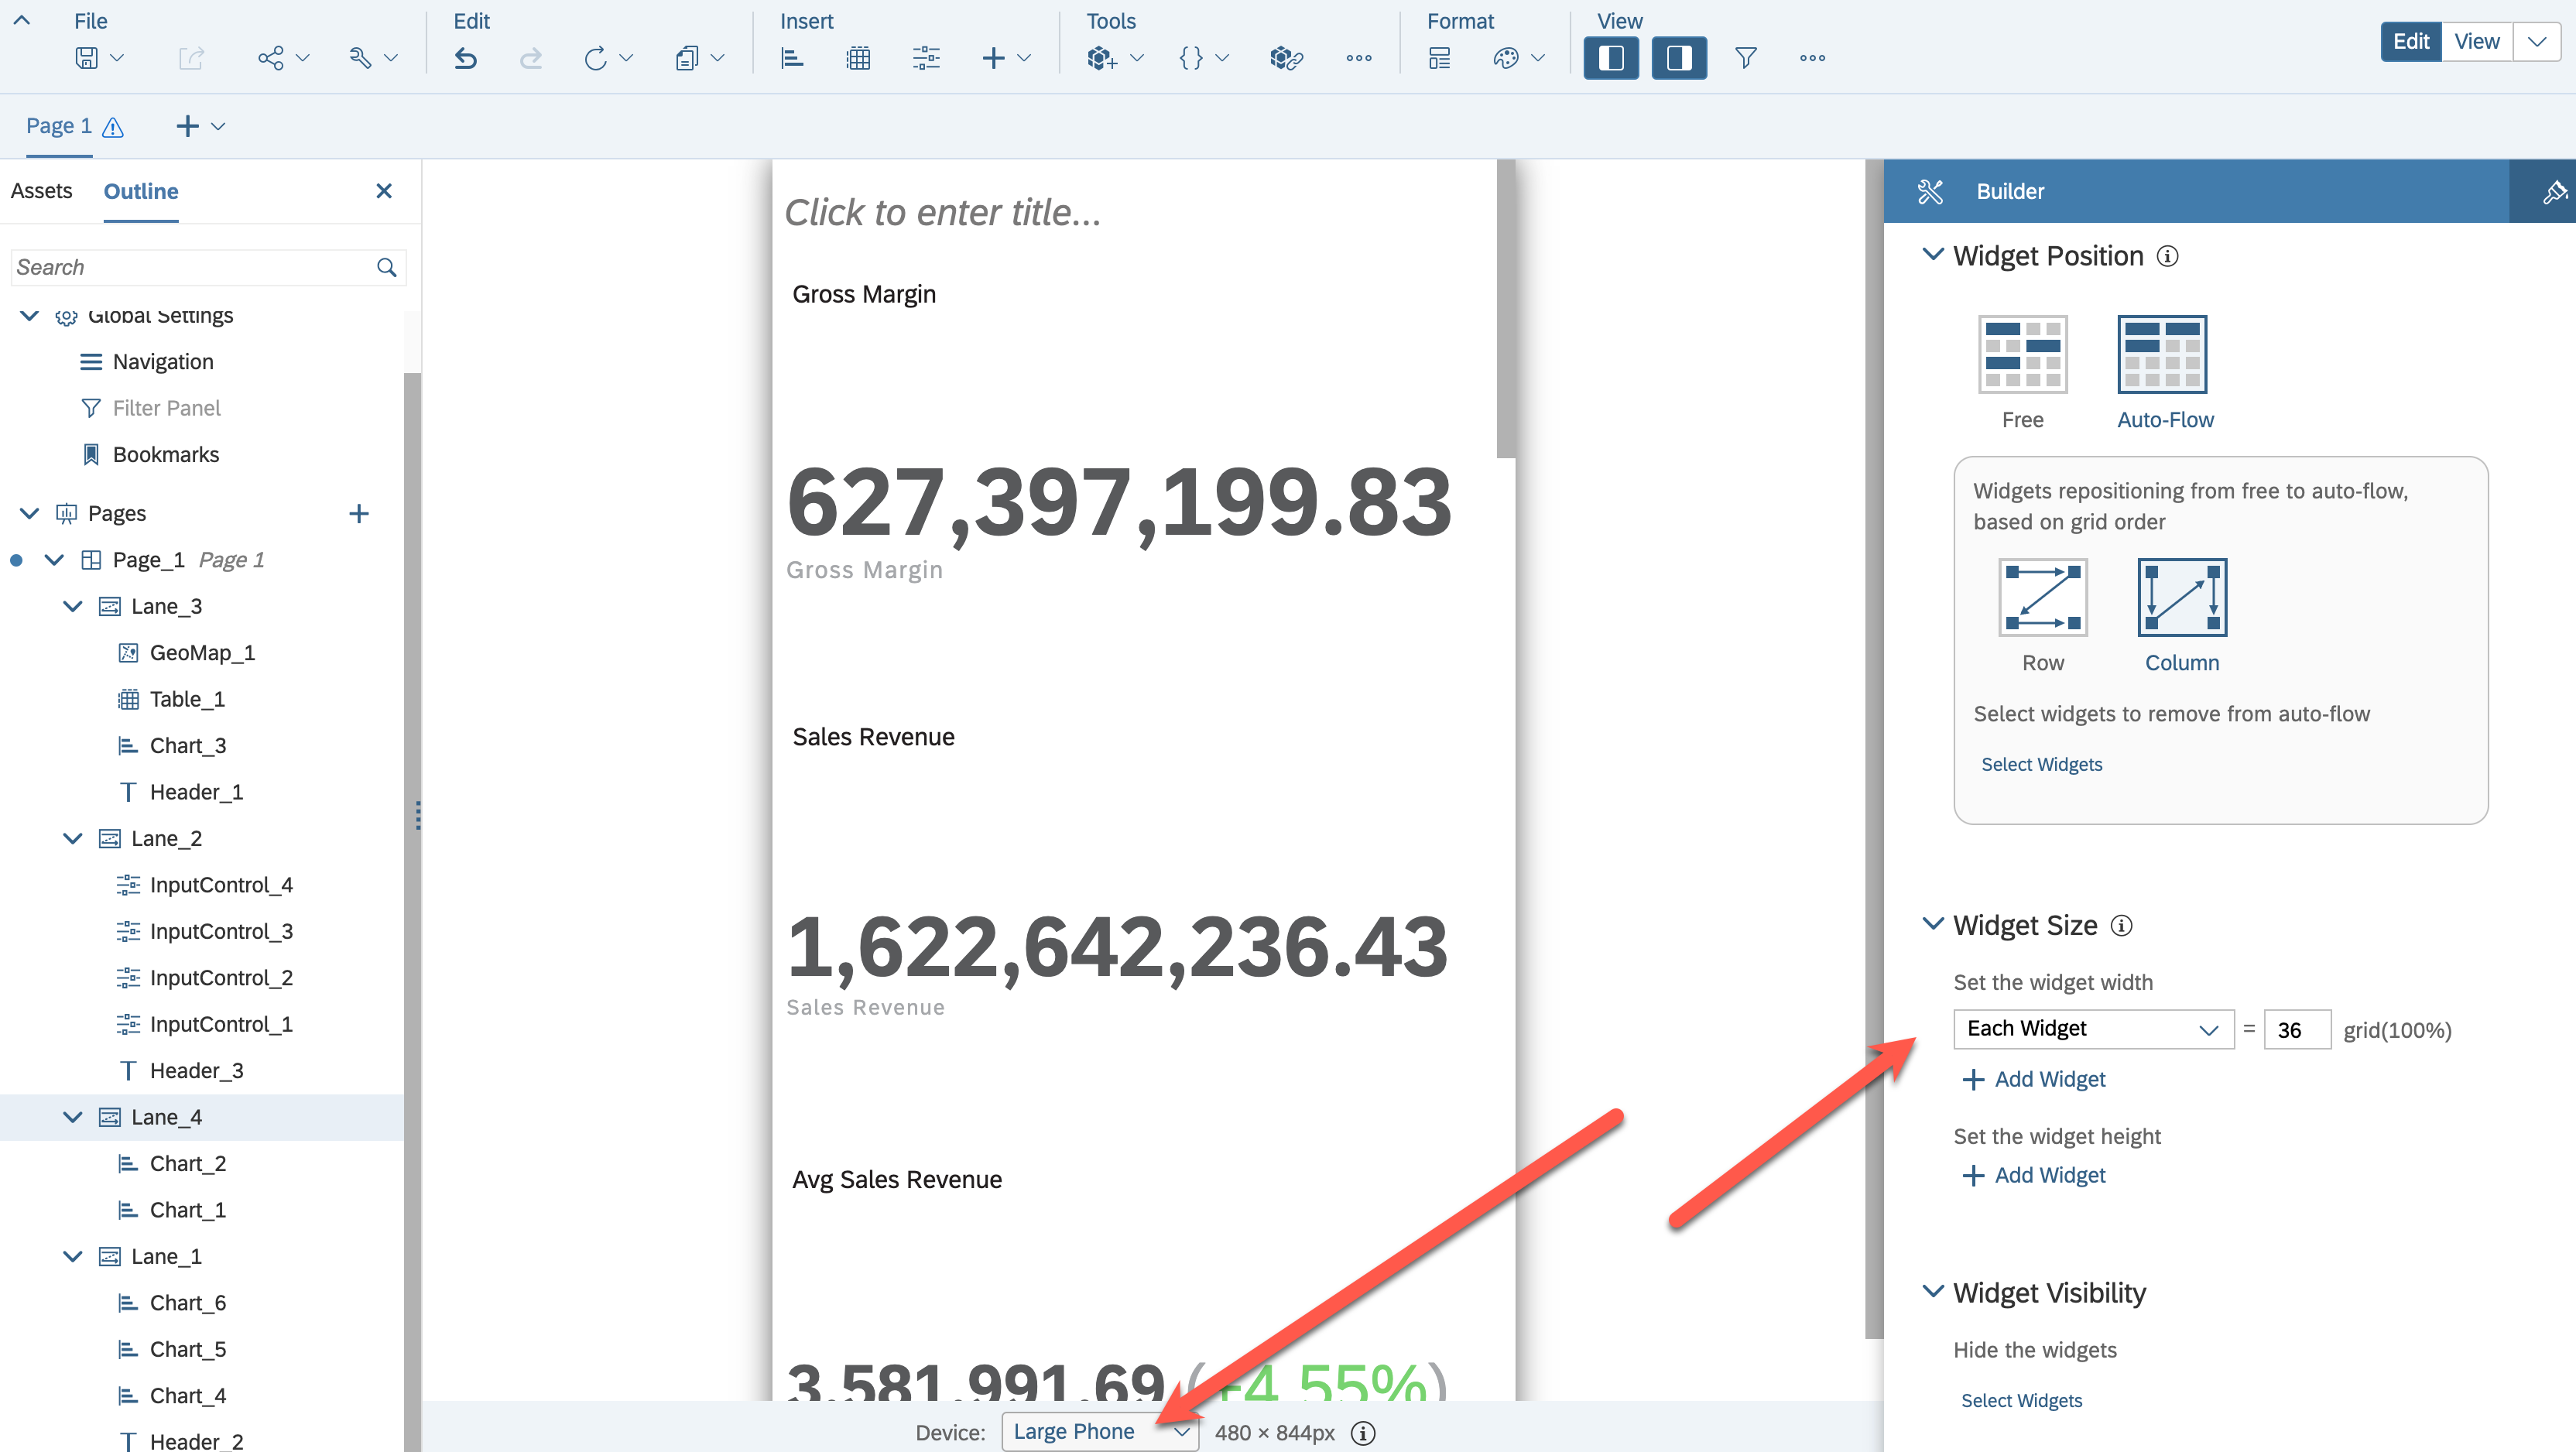 File
Edit
Insert
Tools
Format
View
Edit
View
Page 1
Assets
Outline
Search
Global Settings
Navigation
Filter Panel
Bookmarks
Pages
Page_1 Page 1
Lane_3
GeoMap_1
Table_1
Chart_3
Header_1
Lane_2
InputControl_4
InputControl_3
InputControl_2
InputControl_1
Header_3
Lane_4
Chart_2
Chart_1
Lane_1
Chart_6
Chart_5
Chart_4
Header_2
Click to enter title...
Gross Margin
627,397,199.83
Gross Margin
Sales Revenue
1,622,642,236.43
Sales Revenue
Avg Sales Revenue
3,581,991.69 (+4.55%)
Device: Large Phone 480 × 844px
Builder
Widget Position
Free
Auto-Flow
Widgets repositioning from free to auto-flow,
based on grid order
Row
Column
Select widgets to remove from auto-flow
Select Widgets
Widget Size
Set the widget width
Each Widget = 36 grid(100%)
Add Widget
Set the widget height
Add Widget
Widget Visibility
Hide the widgets
Select Widgets